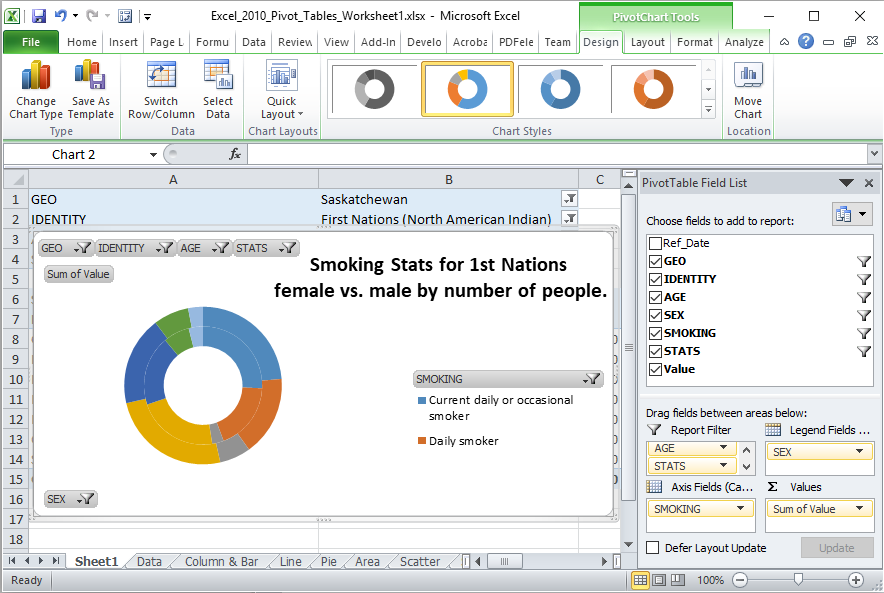 Excel_2010_Pivot_Tables_Worksheet1.xlsx - Microsoft Excel
PivotChart Tools
File Home Insert Page L Formu Data Review View Add-In Develo Acroba PDFele Team Design Layout Format Analyze
Change Chart Type
Save As Template
Switch Row/Column
Select Data
Quick Layout
Move Chart
Type Data Chart Layouts Chart Styles Location
Chart 2 fx
A B C
1 GEO Saskatchewan
2 IDENTITY First Nations (North American Indian)
3
4
5
6
7
8
9
10
11
12
13
14
15
16
17
18
GEO IDENTITY AGE STATS
Sum of Value
Smoking Stats for 1st Nations
female vs. male by number of people.
SMOKING
Current daily or occasional
smoker
Daily smoker
SEX
PivotTable Field List
Choose fields to add to report:
Ref_Date
GEO
IDENTITY
AGE
SEX
SMOKING
STATS
Value
Drag fields between areas below:
Report Filter Legend Fields ...
AGE SEX
STATS
Axis Fields (Ca... Σ Values
SMOKING Sum of Value
Defer Layout Update Update
Sheet1 Data Column & Bar Line Pie Area Scatter
Ready 100%